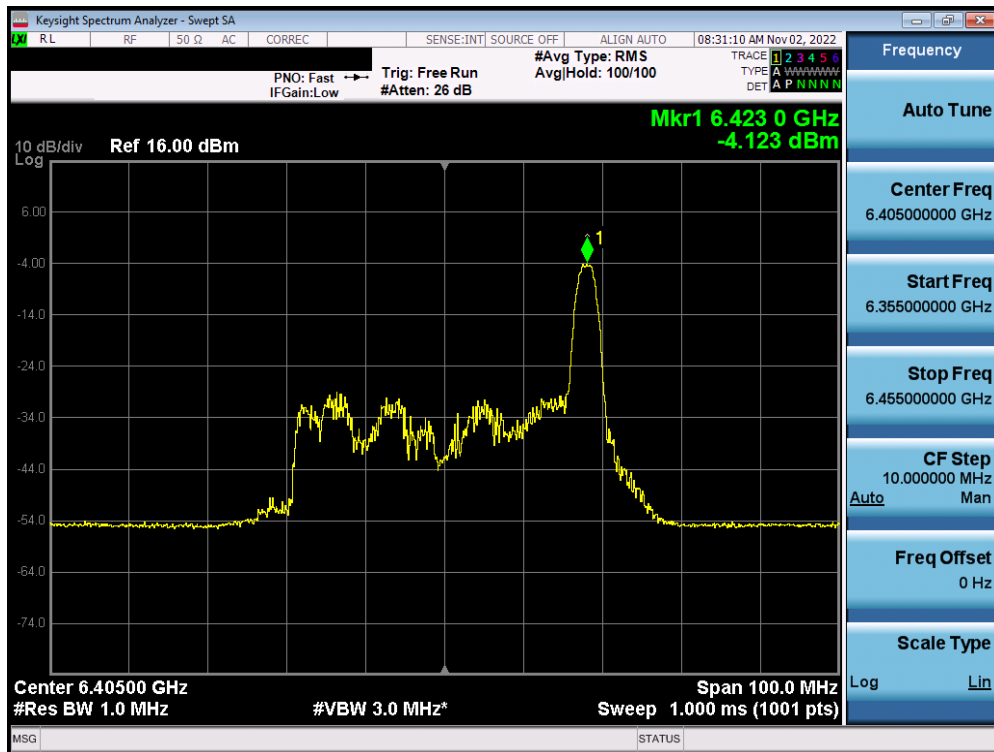 Keysight Spectrum Analyzer - Swept SA
LXI RL RF 50 Ω AC CORREC SENSE:INT SOURCE OFF ALIGN AUTO 08:31:10 AM Nov 02, 2022
Frequency
#Avg Type: RMS
TRACE 1 2 3 4 5 6
PNO: Fast
Trig: Free Run
Avg|Hold: 100/100
TYPE A WWWWW
IFGain:Low
#Atten: 26 dB
DET A P N N N N
Mkr1 6.423 0 GHz
-4.123 dBm
10 dB/div
Ref 16.00 dBm
Log
1
6.00
-4.00
-14.0
-24.0
-34.0
-44.0
-54.0
-64.0
-74.0
Center 6.40500 GHz
Span 100.0 MHz
#Res BW 1.0 MHz
#VBW 3.0 MHz*
Sweep 1.000 ms (1001 pts)
MSG
STATUS
Auto Tune
Center Freq
6.405000000 GHz
Start Freq
6.355000000 GHz
Stop Freq
6.455000000 GHz
CF Step
10.000000 MHz
Auto Man
Freq Offset
0 Hz
Scale Type
Log Lin